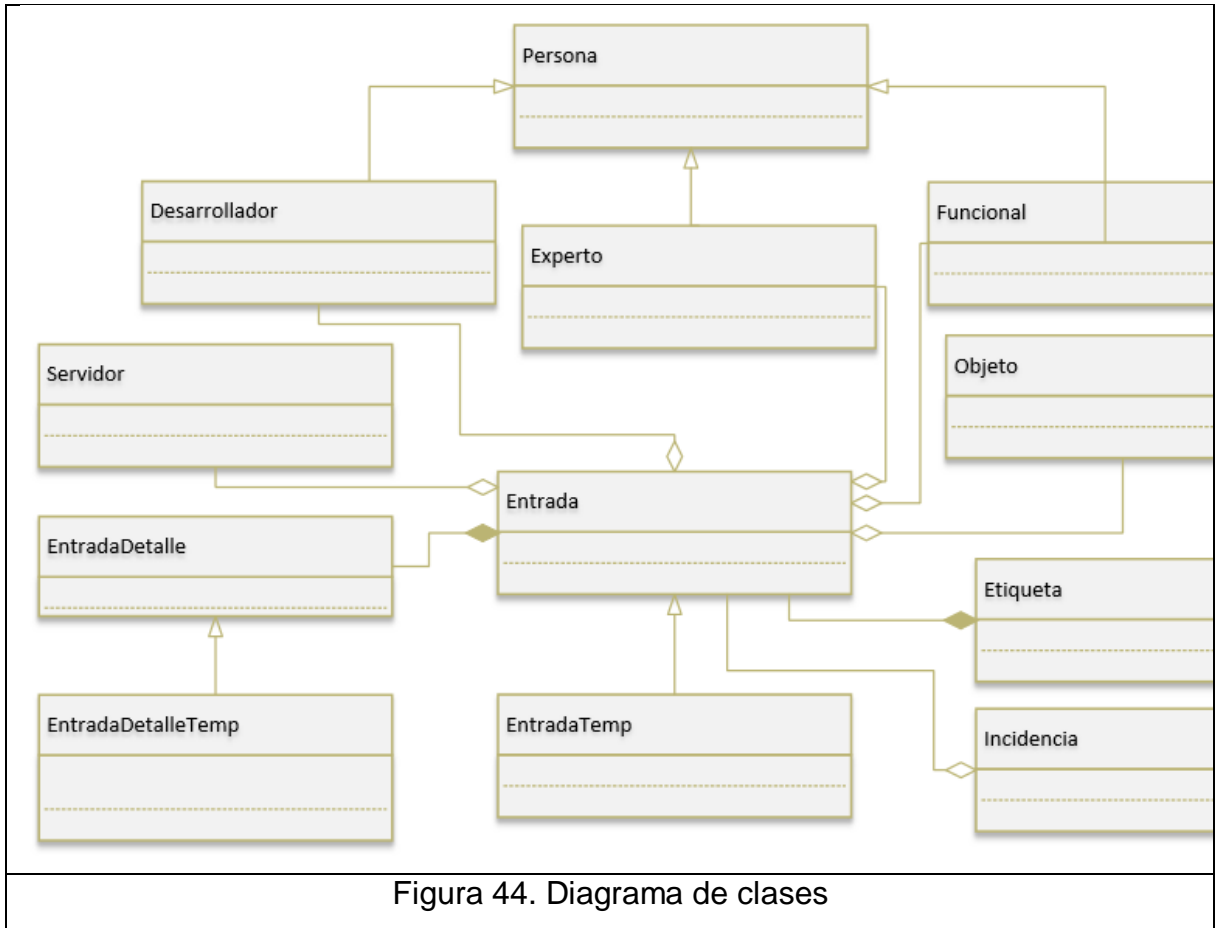 Persona
Desarrollador
Funcional
Experto
Servidor
Objeto
Entrada
EntradaDetalle
Etiqueta
EntradaDetalleTemp
EntradaTemp
Incidencia
Figura 44. Diagrama de clases